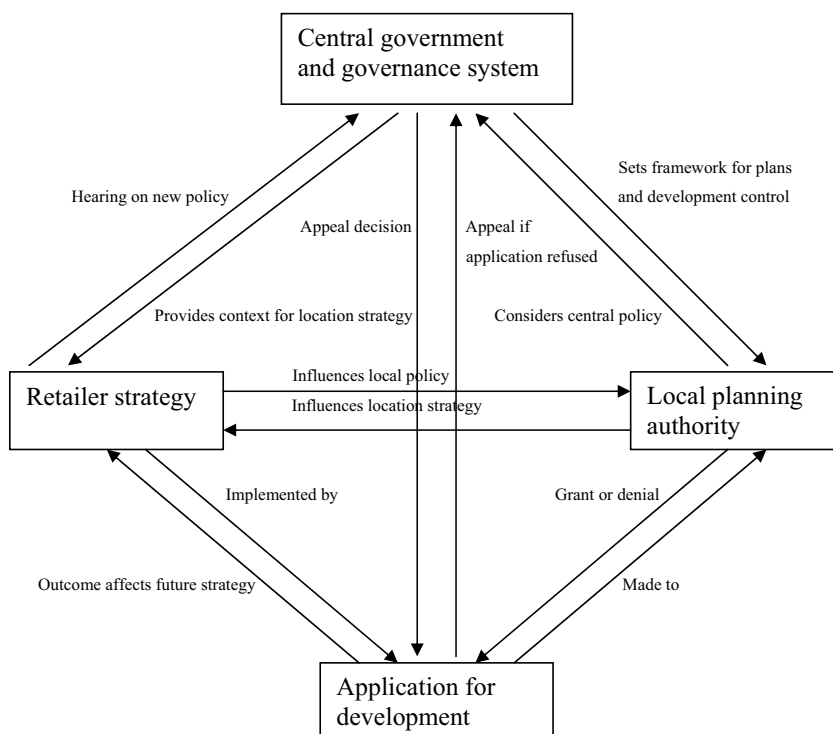 Central government
and governance system
Sets framework for plans
and development control
Hearing on new policy
Appeal decision
Appeal if
application refused
Provides context for location strategy
Considers central policy
Retailer strategy
Influences local policy
Influences location strategy
Local planning
authority
Implemented by
Grant or denial
Outcome affects future strategy
Made to
Application for
development